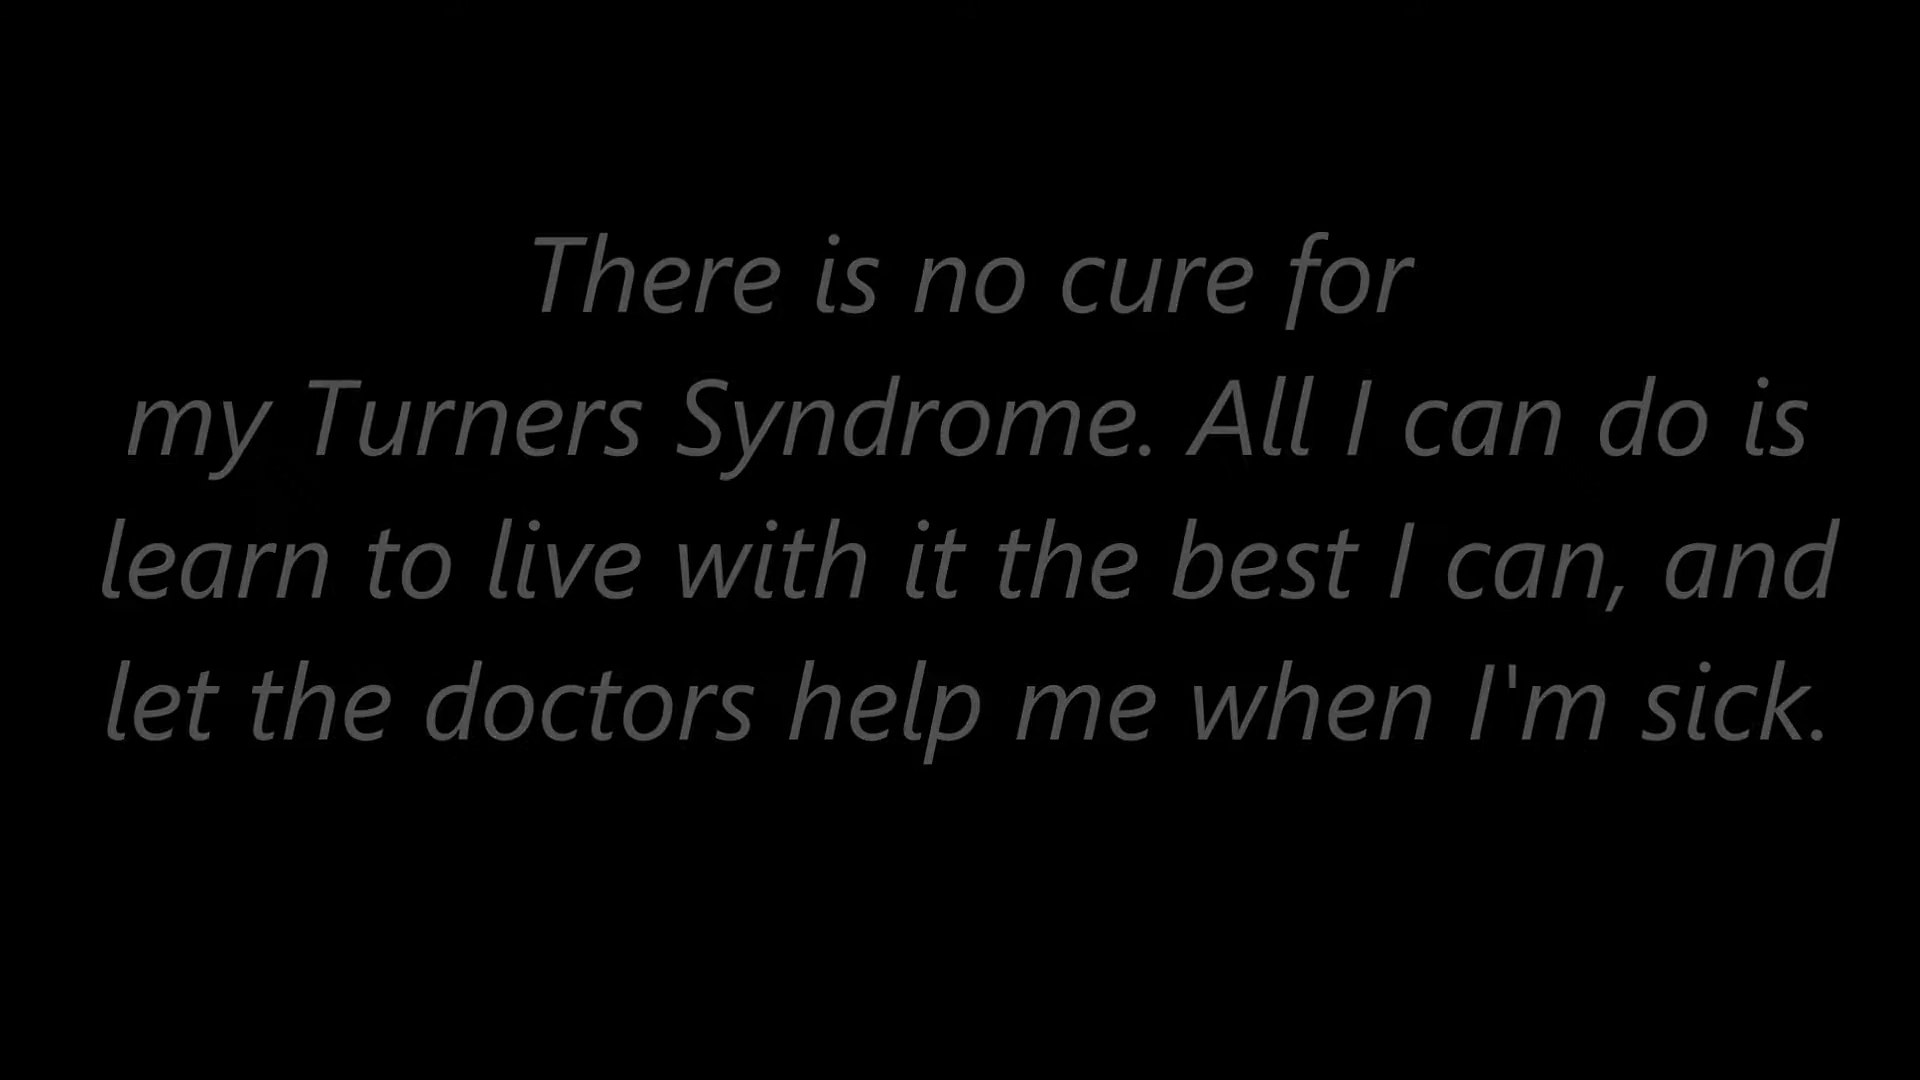 There is no cure for
my Turners Syndrome. All I can do is
learn to live with it the best I can, and
let the doctors help me when I'm sick.